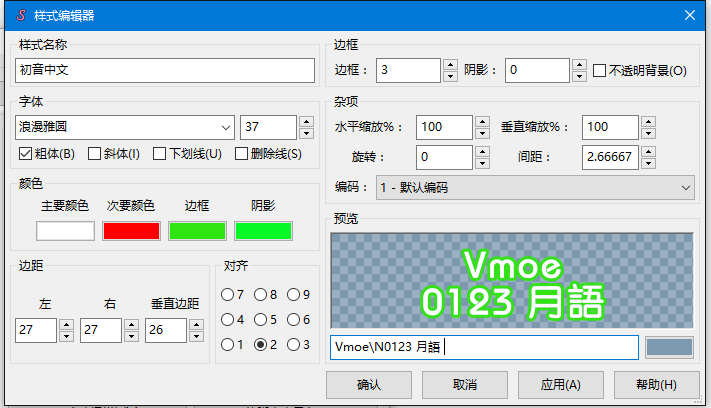 样式编辑器
样式名称
初音中文
字体
浪漫雅圆 37
粗体(B) 斜体(I) 下划线(U) 删除线(S)
颜色
主要颜色 次要颜色 边框 阴影
边距
左 右 垂直边距
27 27 26
对齐
7 8 9
4 5 6
1 2 3
边框
边框： 3 阴影： 0 不透明背景(O)
杂项
水平缩放%： 100 垂直缩放%： 100
旋转： 0 间距： 2.66667
编码： 1 - 默认编码
预览
Vmoe
0123 月語
Vmoe\N0123 月語
确认 取消 应用(A) 帮助(H)